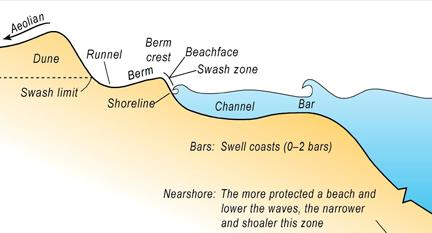 Aeolian
Dune
Runnel
Berm
crest
Beachface
Swash zone
Berm
Swash limit
Shoreline
Channel
Bar
Bars: Swell coasts (0–2 bars)
Nearshore: The more protected a beach and
lower the waves, the narrower
and shoaler this zone